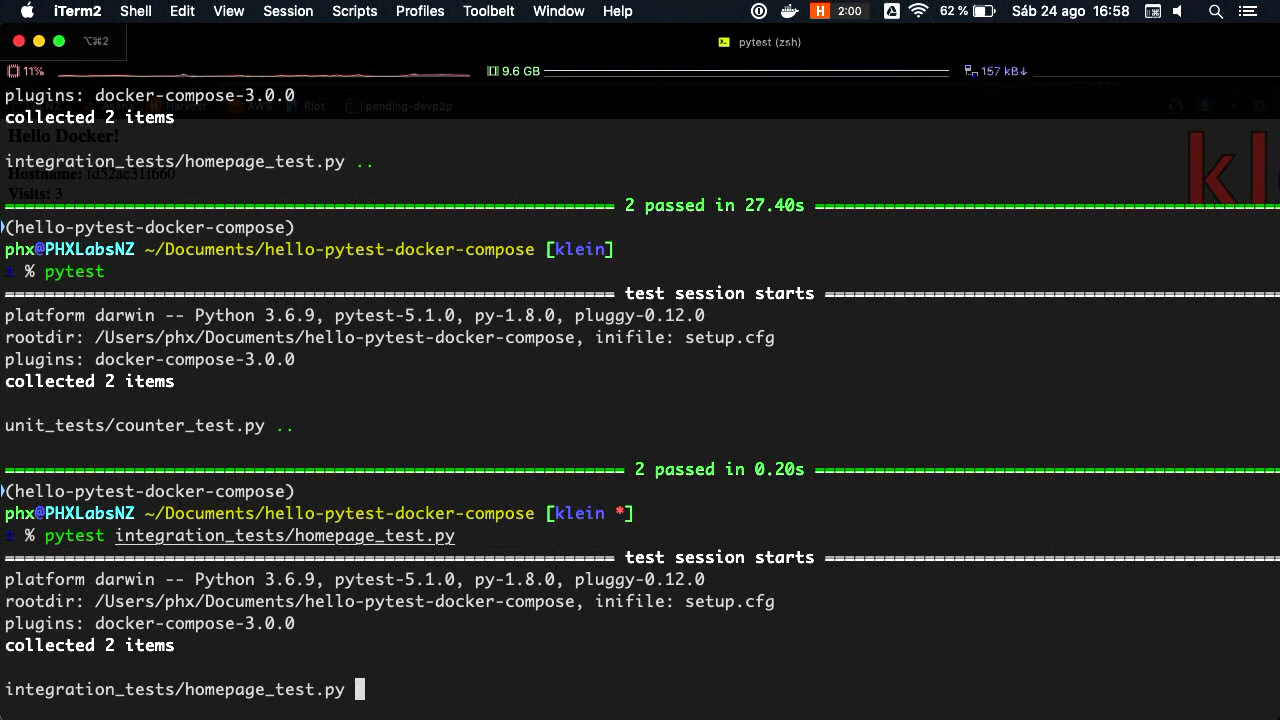 iTerm2 Shell Edit View Session Scripts Profiles Toolbelt Window Help H 2:00 62 % Sáb 24 ago 16:58
⌥⌘2 pytest (zsh)
11% 9.6 GB 157 kB↓
plugins: docker-compose-3.0.0
Harvest AWS Riot pending-devp2p
collected 2 items
Hello Docker!
integration_tests/homepage_test.py ..
Hostname: fd52ac31f660
kl
Visits: 3
2 passed in 27.40s
(hello-pytest-docker-compose)
phx@PHXLabsNZ ~/Documents/hello-pytest-docker-compose [klein]
± % pytest
test session starts
platform darwin -- Python 3.6.9, pytest-5.1.0, py-1.8.0, pluggy-0.12.0
rootdir: /Users/phx/Documents/hello-pytest-docker-compose, inifile: setup.cfg
plugins: docker-compose-3.0.0
collected 2 items
unit_tests/counter_test.py ..
2 passed in 0.20s
(hello-pytest-docker-compose)
phx@PHXLabsNZ ~/Documents/hello-pytest-docker-compose [klein *]
± % pytest integration_tests/homepage_test.py
test session starts
platform darwin -- Python 3.6.9, pytest-5.1.0, py-1.8.0, pluggy-0.12.0
rootdir: /Users/phx/Documents/hello-pytest-docker-compose, inifile: setup.cfg
plugins: docker-compose-3.0.0
collected 2 items
integration_tests/homepage_test.py